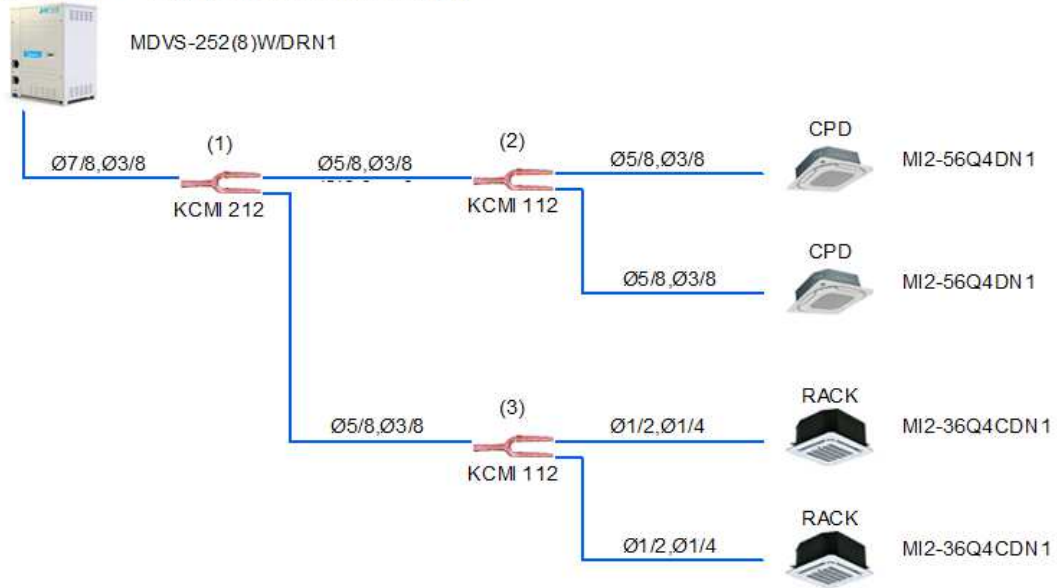 MDVS-252(8)W/DRN1
(1)
(2)
CPD
Ø7/8,Ø3/8
Ø5/8,Ø3/8
Ø5/8,Ø3/8
MI2-56Q4DN1
KCMI 212
KCMI 112
CPD
Ø5/8,Ø3/8
MI2-56Q4DN1
(3)
RACK
Ø5/8,Ø3/8
Ø1/2,Ø1/4
MI2-36Q4CDN1
KCMI 112
RACK
Ø1/2,Ø1/4
MI2-36Q4CDN1